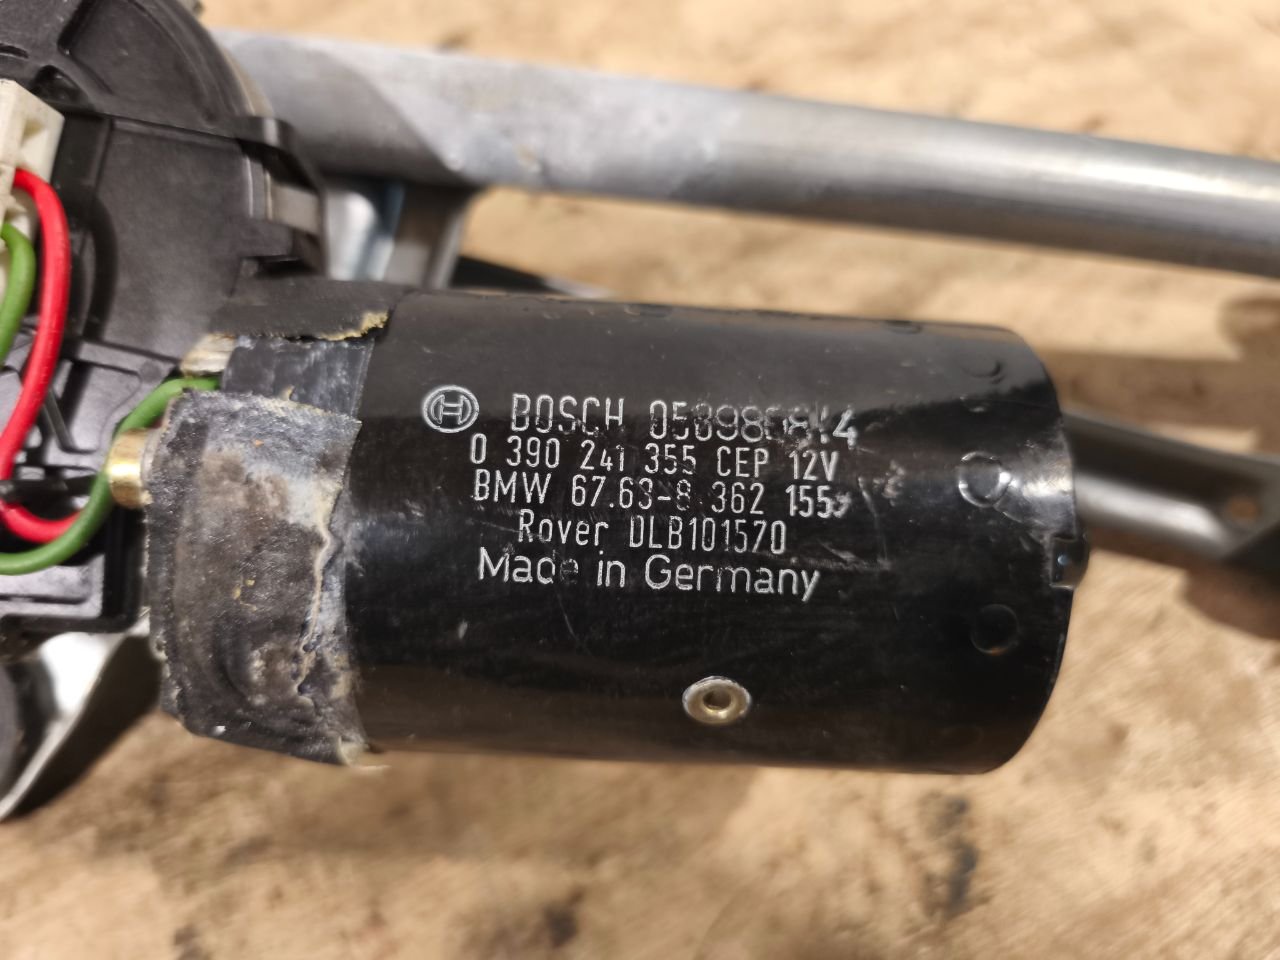 BOSCH
0 390 241 355 CEP 12V
BMW 67.63-8 362 155
Rover DLB101570
Made in Germany